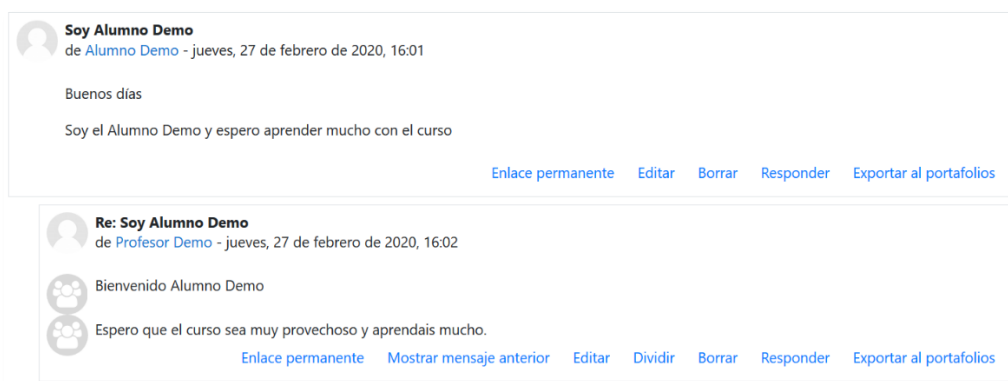 Soy Alumno Demo
de Alumno Demo - jueves, 27 de febrero de 2020, 16:01
Buenos días
Soy el Alumno Demo y espero aprender mucho con el curso
Enlace permanente Editar Borrar Responder Exportar al portafolios
Re: Soy Alumno Demo
de Profesor Demo - jueves, 27 de febrero de 2020, 16:02
Bienvenido Alumno Demo
Espero que el curso sea muy provechoso y aprendais mucho.
Enlace permanente Mostrar mensaje anterior Editar Dividir Borrar Responder Exportar al portafolios